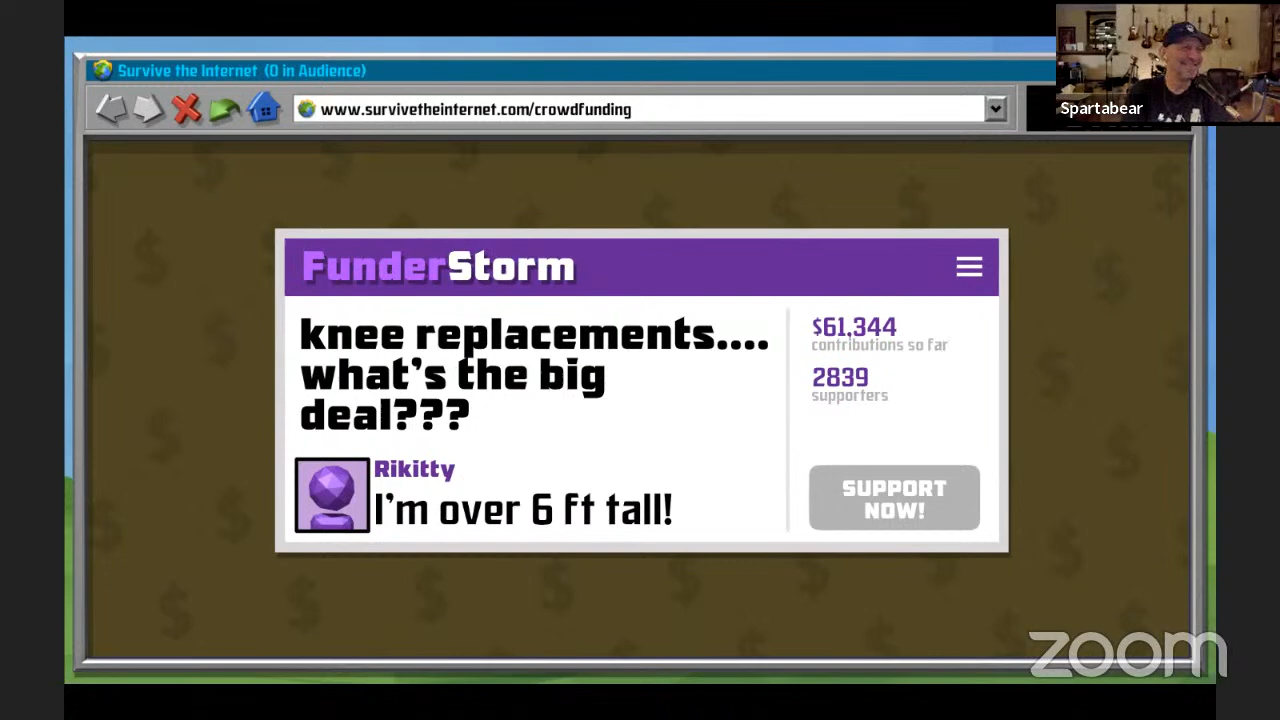 Survive the Internet (0 in Audience)
www.survivetheinternet.com/crowdfunding
Spartabear
FunderStorm
knee replacements....
what's the big
deal???
$61,344
contributions so far
2839
supporters
Rikitty
I'm over 6 ft tall!
SUPPORT
NOW!
zoom